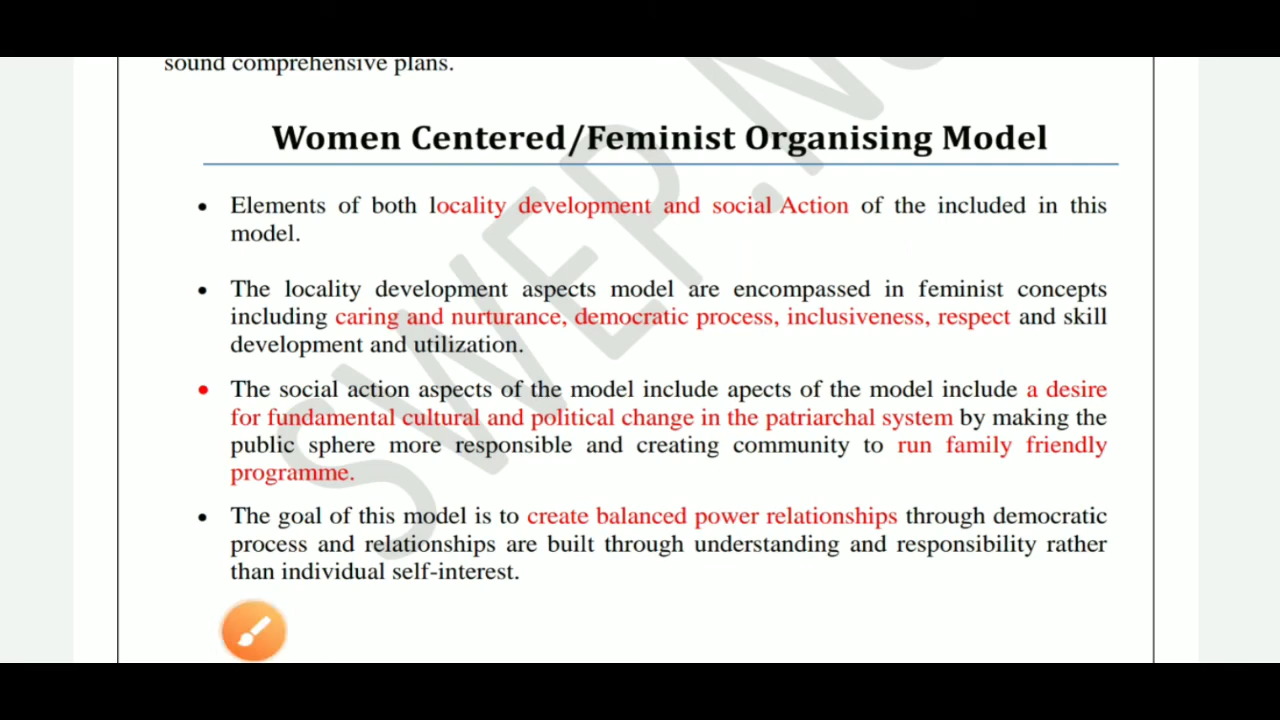 sound comprehensive plans.
Women Centered/Feminist Organising Model
• Elements of both locality development and social Action of the included in this
model.
• The locality development aspects model are encompassed in feminist concepts
including caring and nurturance, democratic process, inclusiveness, respect and skill
development and utilization.
• The social action aspects of the model include apects of the model include a desire
for fundamental cultural and political change in the patriarchal system by making the
public sphere more responsible and creating community to run family friendly
programme.
• The goal of this model is to create balanced power relationships through democratic
process and relationships are built through understanding and responsibility rather
than individual self-interest.